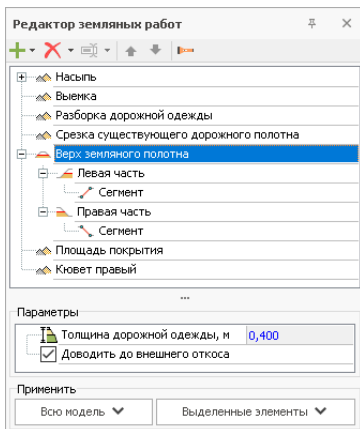 Редактор земляных работ
Насыпь
Выемка
Разборка дорожной одежды
Срезка существующего дорожного полотна
Верх земляного полотна
Левая часть
Сегмент
Правая часть
Сегмент
Площадь покрытия
Кювет правый
Параметры
Толщина дорожной одежды, м 0,400
Доводить до внешнего откоса
Применить
Всю модель Выделенные элементы